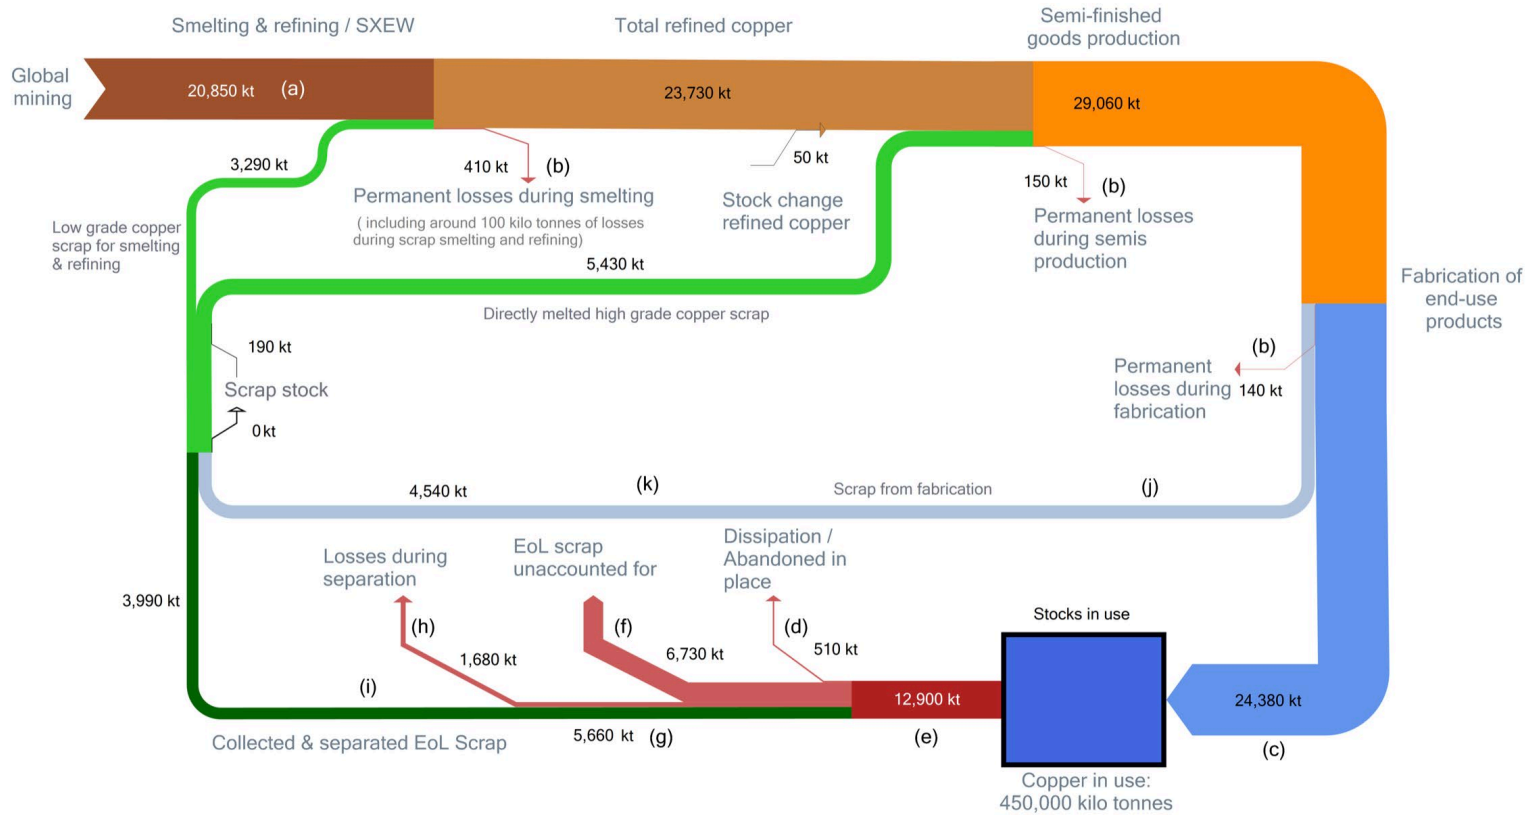 Smelting & refining / SXEW
Total refined copper
Semi-finished
goods production
Global
mining
20,850 kt (a)
23,730 kt
29,060 kt
3,290 kt
410 kt (b)
Permanent losses during smelting
( including around 100 kilo tonnes of losses
during scrap smelting and refining)
50 kt
Stock change
refined copper
150 kt (b)
Permanent losses
during semis
production
Low grade copper
scrap for smelting
& refining
5,430 kt
Directly melted high grade copper scrap
Fabrication of
end-use
products
190 kt
Scrap stock
0 kt
(b)
Permanent
losses during
fabrication
140 kt
4,540 kt
(k)
Scrap from fabrication
(j)
Losses during
separation
EoL scrap
unaccounted for
Dissipation /
Abandoned in
place
3,990 kt
(h)
1,680 kt
(f)
6,730 kt
(d)
510 kt
Stocks in use
(i)
12,900 kt
(e)
24,380 kt
(c)
5,660 kt (g)
Collected & separated EoL Scrap
Copper in use:
450,000 kilo tonnes